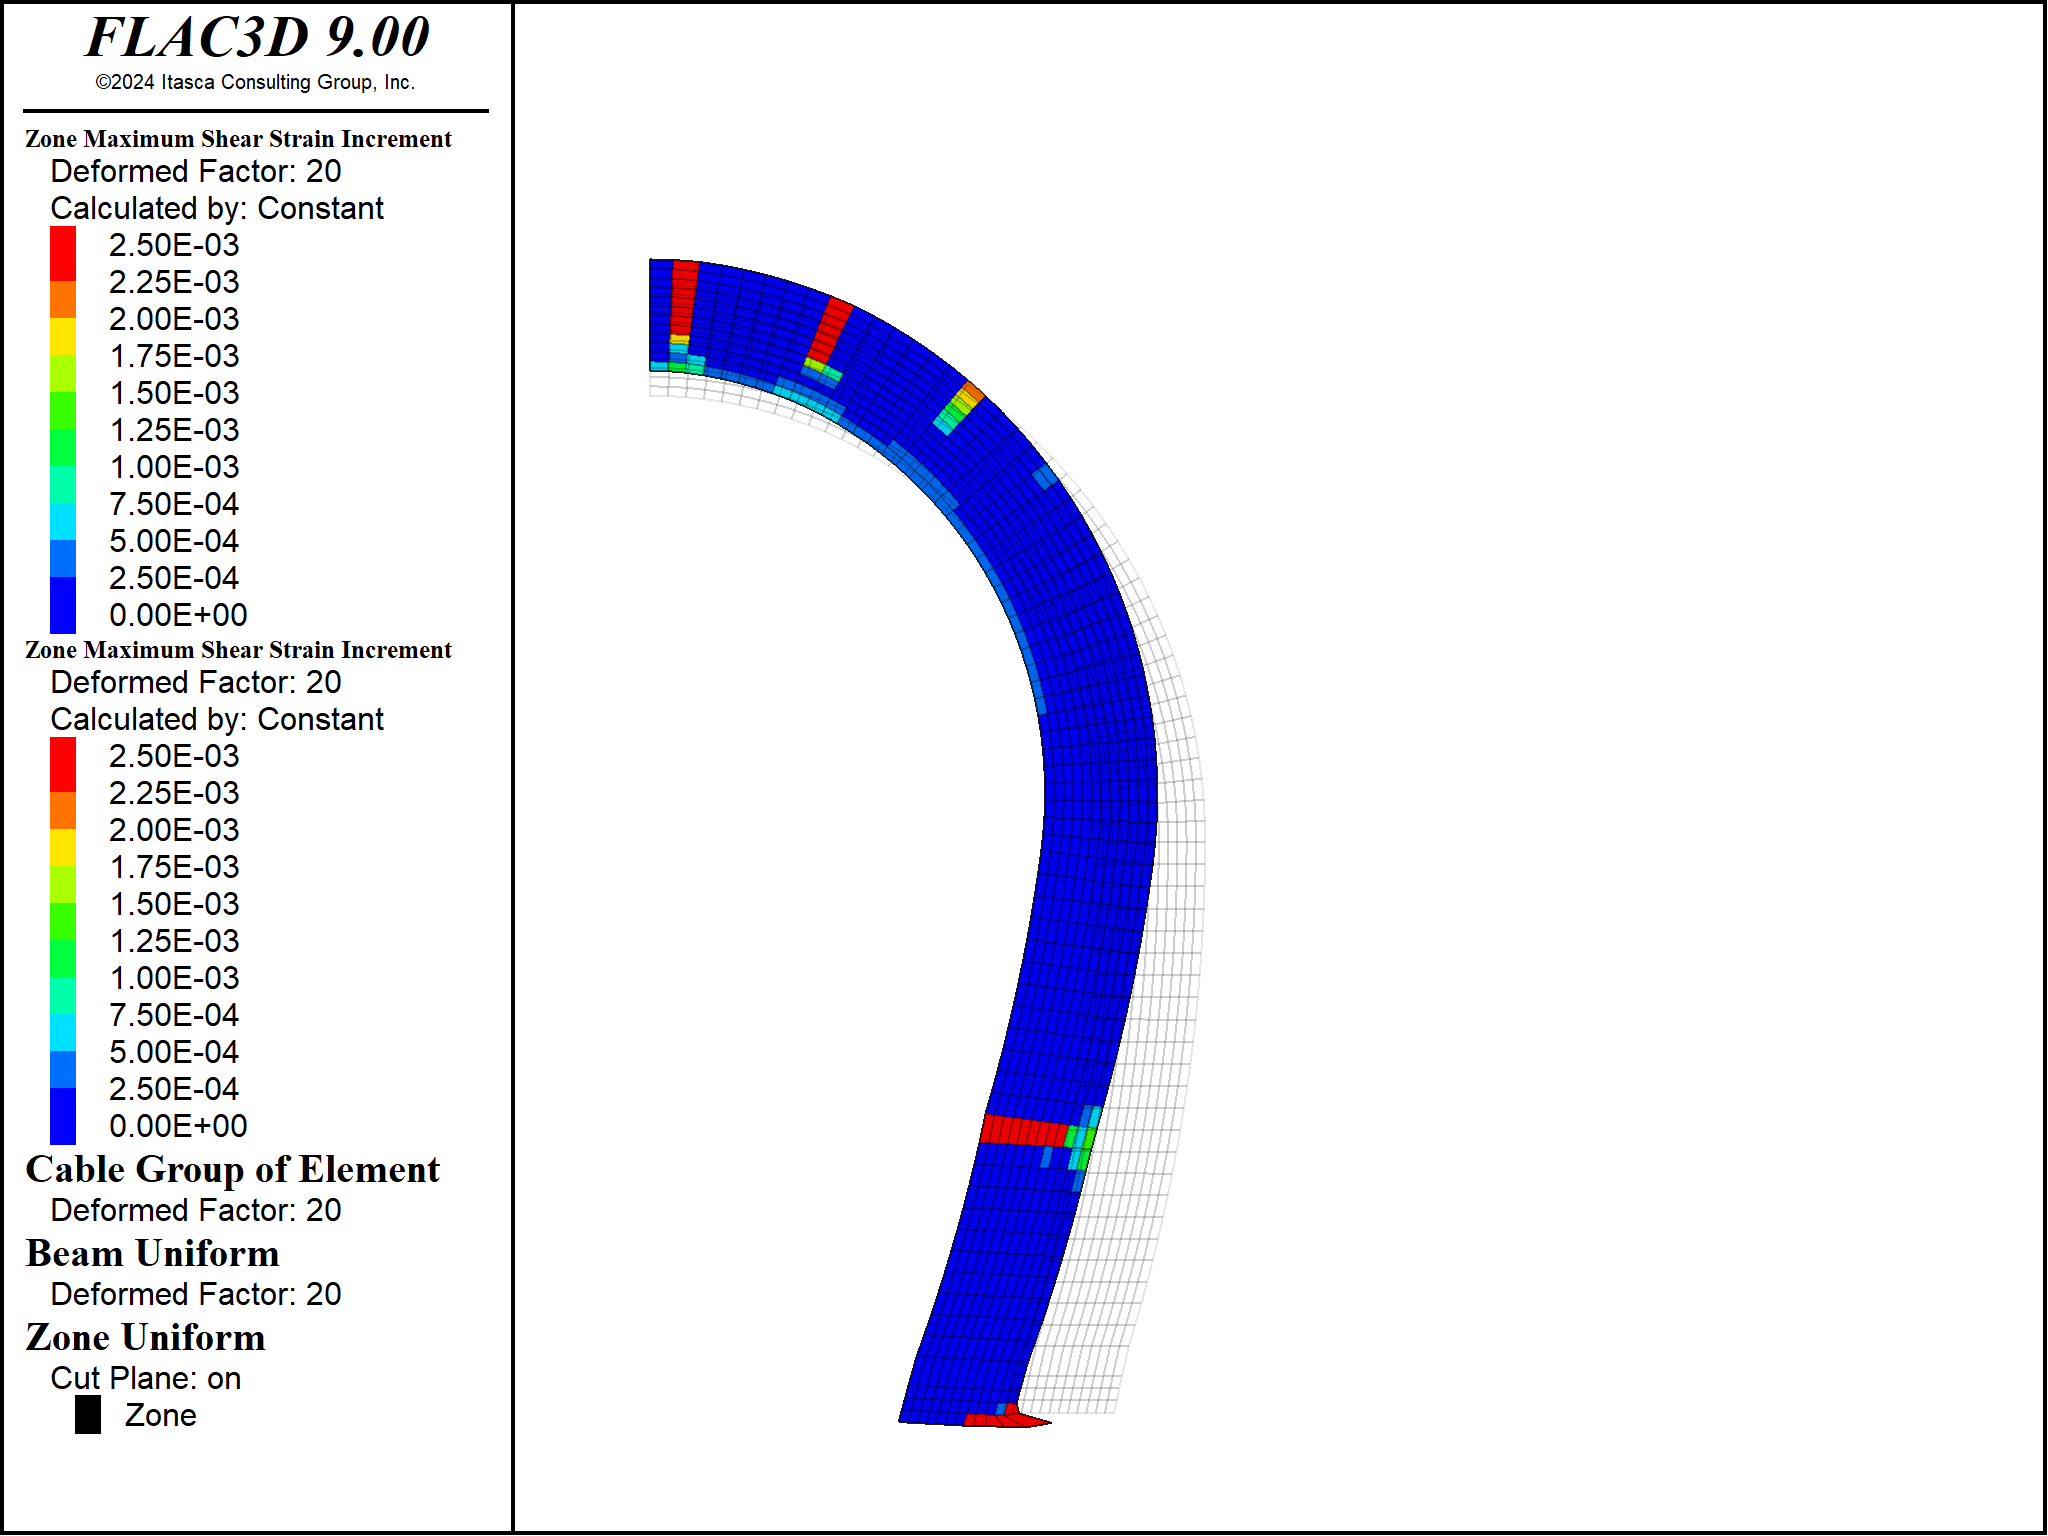 FLAC3D 9.00
©2024 Itasca Consulting Group, Inc.
Zone Maximum Shear Strain Increment
Deformed Factor: 20
Calculated by: Constant
2.50E-03
2.25E-03
2.00E-03
1.75E-03
1.50E-03
1.25E-03
1.00E-03
7.50E-04
5.00E-04
2.50E-04
0.00E+00
Zone Maximum Shear Strain Increment
Deformed Factor: 20
Calculated by: Constant
2.50E-03
2.25E-03
2.00E-03
1.75E-03
1.50E-03
1.25E-03
1.00E-03
7.50E-04
5.00E-04
2.50E-04
0.00E+00
Cable Group of Element
Deformed Factor: 20
Beam Uniform
Deformed Factor: 20
Zone Uniform
Cut Plane: on
Zone